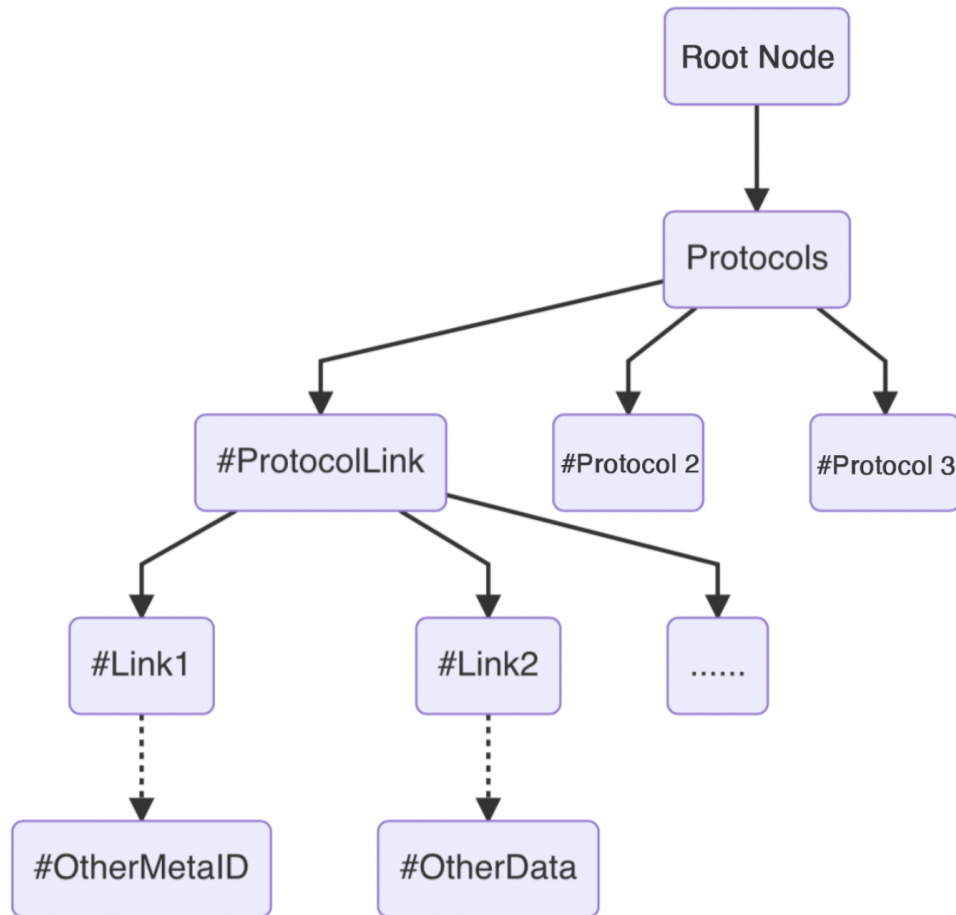 Root Node
Protocols
#ProtocolLink
#Protocol 2
#Protocol 3
#Link1
#Link2
......
#OtherMetaID
#OtherData